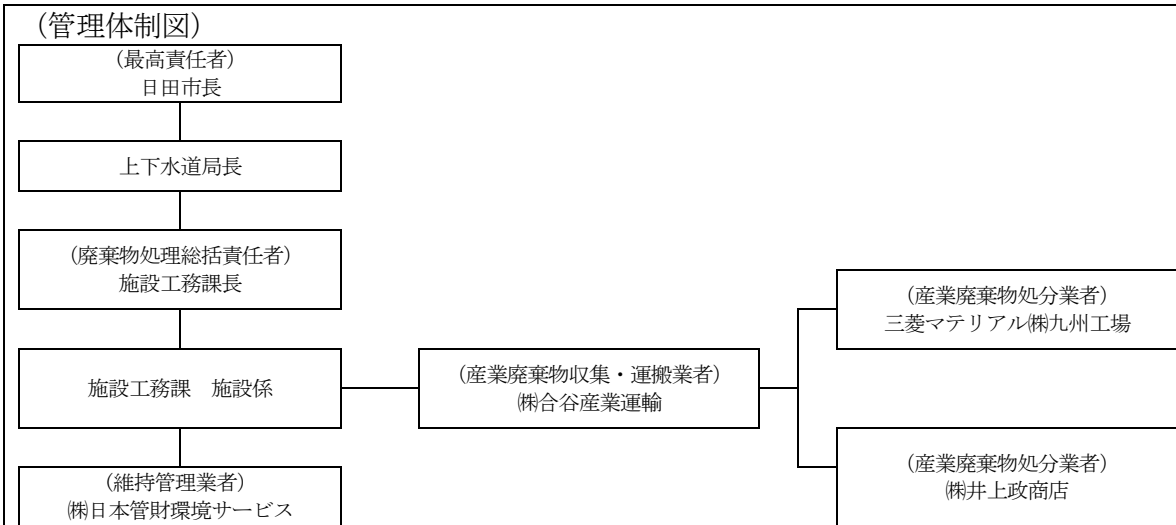 （管理体制図）
（最高責任者）
日田市長
上下水道局長
（廃棄物処理総括責任者）
施設工務課長
施設工務課　施設係
（維持管理業者）
㈱日本管財環境サービス
（産業廃棄物収集・運搬業者）
㈱合谷産業運輸
（産業廃棄物処分業者）
三菱マテリアル㈱九州工場
（産業廃棄物処分業者）
㈱井上政商店